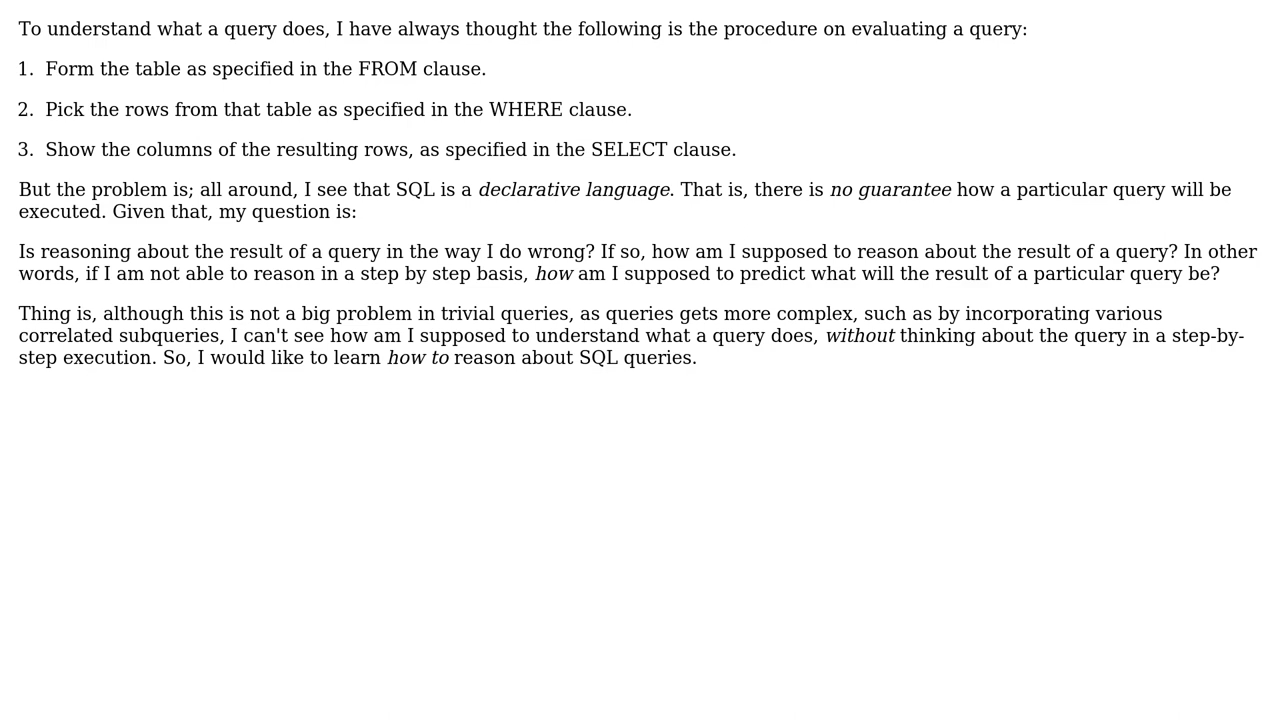 To understand what a query does, I have always thought the following is the procedure on evaluating a query:
1. Form the table as specified in the FROM clause.
2. Pick the rows from that table as specified in the WHERE clause.
3. Show the columns of the resulting rows, as specified in the SELECT clause.
But the problem is; all around, I see that SQL is a declarative language. That is, there is no guarantee how a particular query will be
executed. Given that, my question is:
Is reasoning about the result of a query in the way I do wrong? If so, how am I supposed to reason about the result of a query? In other
words, if I am not able to reason in a step by step basis, how am I supposed to predict what will the result of a particular query be?
Thing is, although this is not a big problem in trivial queries, as queries gets more complex, such as by incorporating various
correlated subqueries, I can't see how am I supposed to understand what a query does, without thinking about the query in a step-by-
step execution. So, I would like to learn how to reason about SQL queries.